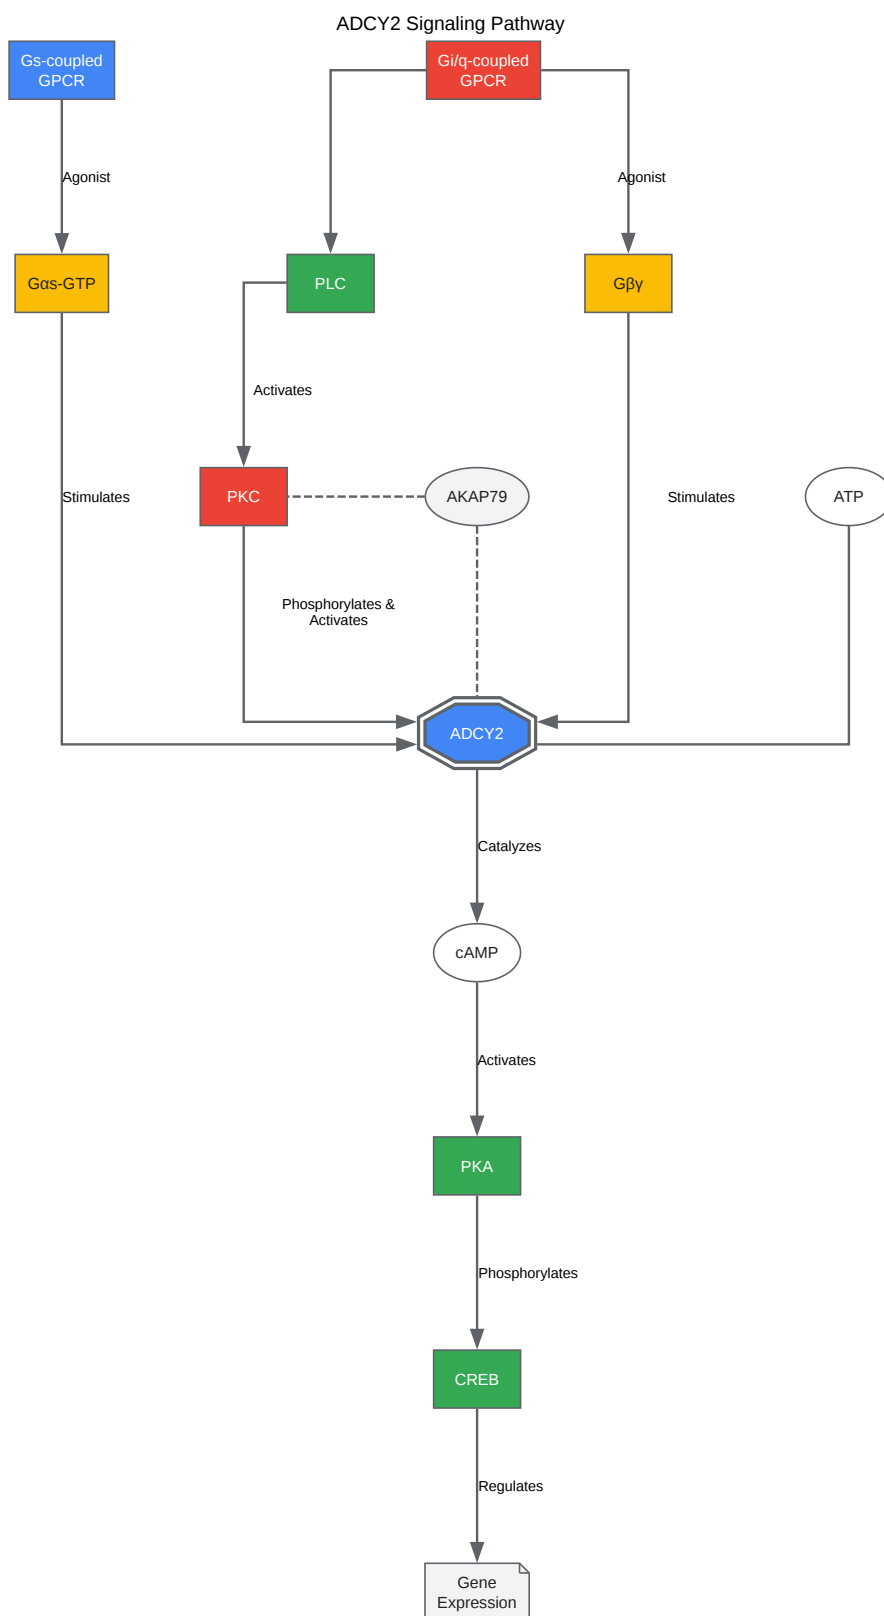 ADCY2 Signaling Pathway
Gs-coupled
GPCR
Gi/q-coupled
GPCR
Agonist
Agonist
Gαs-GTP
PLC
Gβγ
Activates
PKC
AKAP79
ATP
Stimulates
Stimulates
Phosphorylates &
Activates
ADCY2
Catalyzes
cAMP
Activates
PKA
Phosphorylates
CREB
Regulates
Gene
Expression